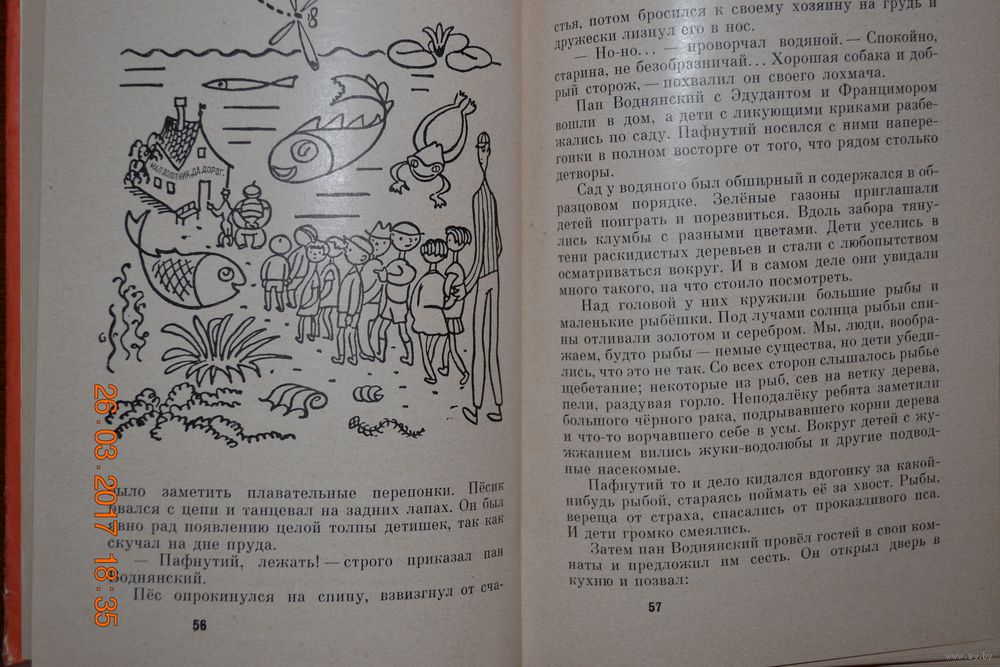 МАЛ ЗОЛОТНИК, ДА ДОРОГ.
было заметить плавательные перепонки. Пёсик
рвался с цепи и танцевал на задних лапах. Он был
явно рад появлению целой толпы детишек, так как
скучал на дне пруда.
— Пафнутий, лежать! — строго приказал пан
Воднянский.
Пёс опрокинулся на спину, взвизгнул от сча-
56
стья, потом бросился к своему хозяину на грудь и
дружески лизнул его в нос.
— Но-но... — проворчал водяной. — Спокойно,
старина, не безобразничай... Хорошая собака и доб-
рый сторож, — похвалил он своего лохмача.
Пан Воднянский с Эдудантом и Францимором
вошли в дом, а дети с ликующими криками разбе-
жались по саду. Пафнутий носился с ними напере-
гонки в полном восторге от того, что рядом столько
детворы.
Сад у водяного был обширный и содержался в об-
разцовом порядке. Зелёные газоны приглашали
детей поиграть и порезвиться. Вдоль забора тяну-
лись клумбы с разными цветами. Дети уселись в
тени раскидистых деревьев и стали с любопытством
осматриваться вокруг. И в самом деле они увидали
много такого, на что стоило посмотреть.
Над головой у них кружили большие рыбы и
маленькие рыбёшки. Под лучами солнца рыбьи спи-
ны отливали золотом и серебром. Мы, люди, вообра-
жаем, будто рыбы — немые существа, но дети убеди-
лись, что это не так. Со всех сторон слышалось рыбье
щебетание; некоторые из рыб, сев на ветку дерева,
пели, раздувая горло. Неподалёку ребята заметили
большого чёрного рака, подрывавшего корни дерева
и что-то ворчавшего себе в усы. Вокруг детей с жу-
жжанием вились жуки-водолюбы и другие подвод-
ные насекомые.
Пафнутий то и дело кидался вдогонку за какой-
нибудь рыбой, стараясь поймать её за хвост. Рыбы,
вереща от страха, спасались от проказливого пса.
И дети громко смеялись.
Затем пан Воднянский провёл гостей в свои ком-
наты и предложил им сесть. Он открыл дверь в
кухню и позвал:
57
26.03.2017 18:35
www.ay.by